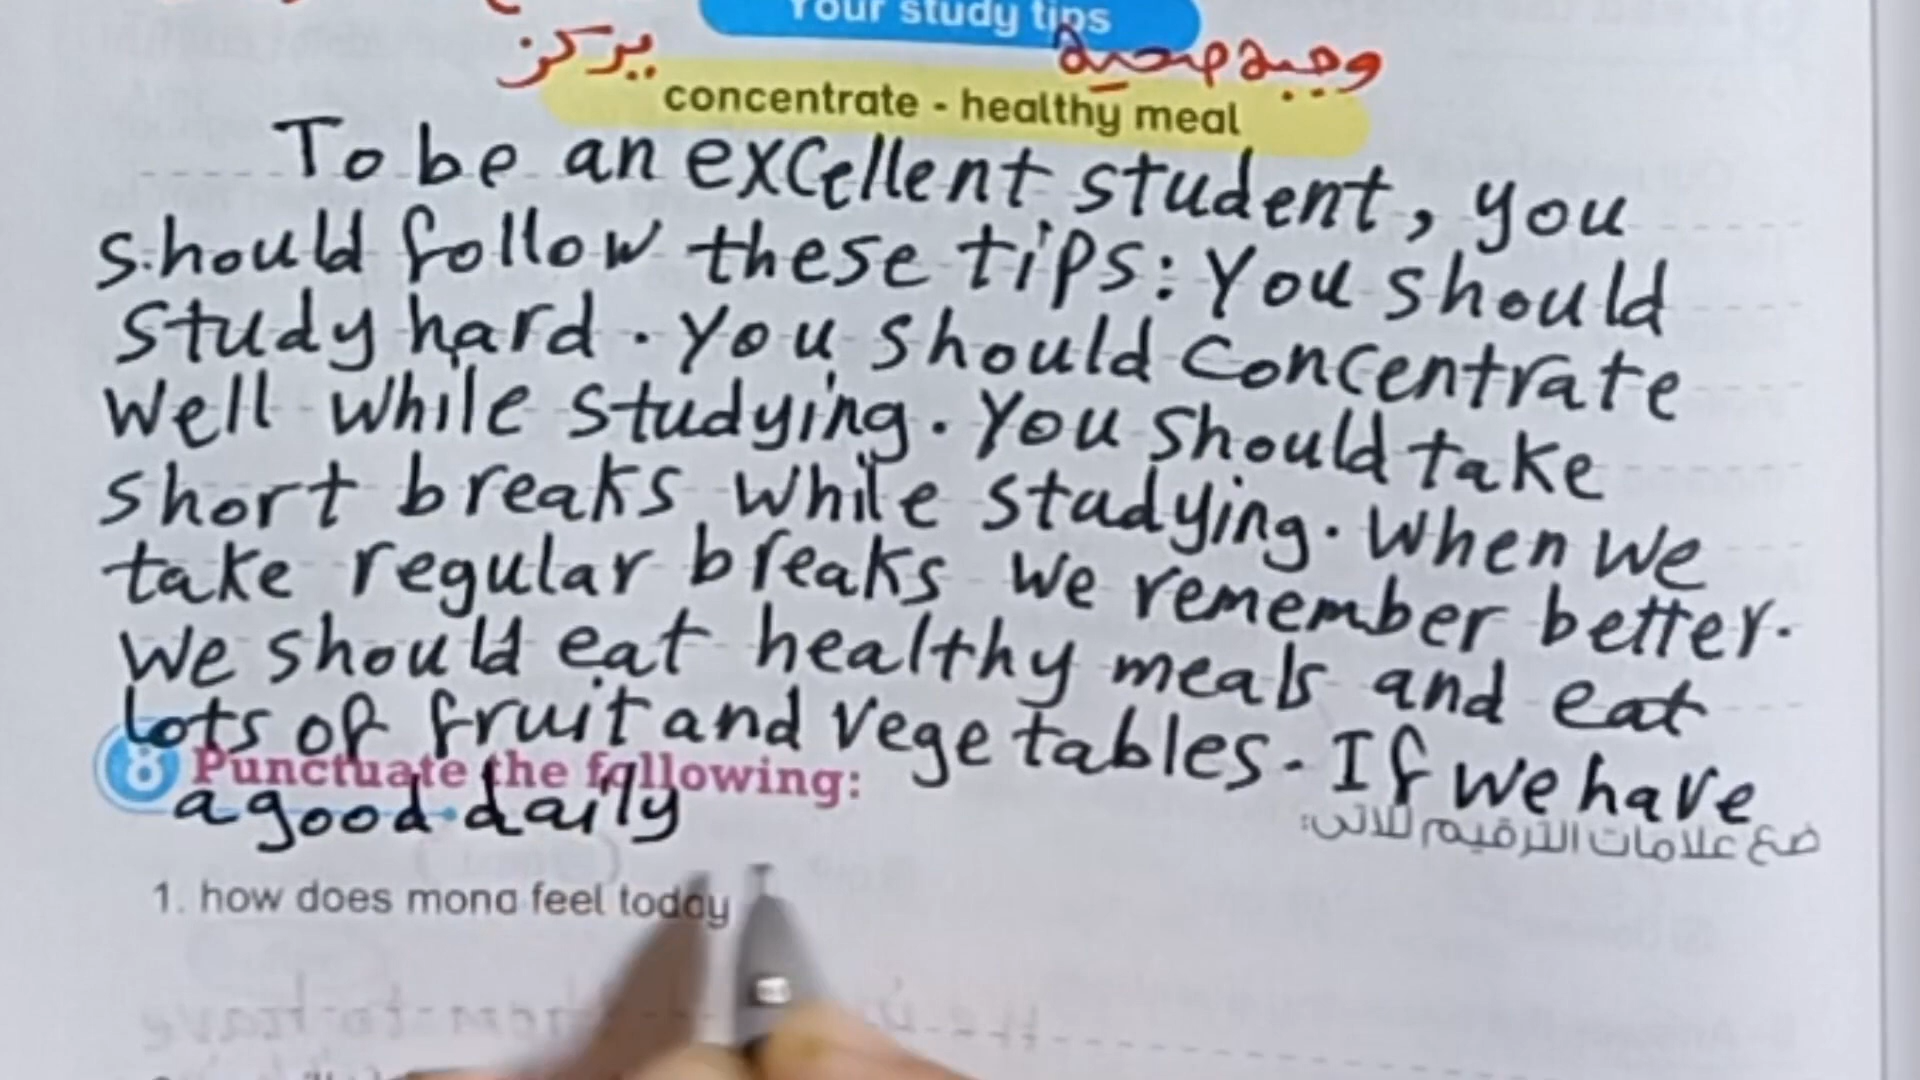 Your study tips
يركز وجبة صحية
concentrate - healthy meal
To be an excellent student, you
should follow these tips: You should
study hard. You should concentrate
well while studying. You should take
short breaks while studying. When we
take regular breaks we remember better.
We should eat healthy meals and eat
lots of fruit and vegetables. If we have
8 Punctuate the following:
a good daily
ضع علامات الترقيم للآتى:
1. how does mona feel today